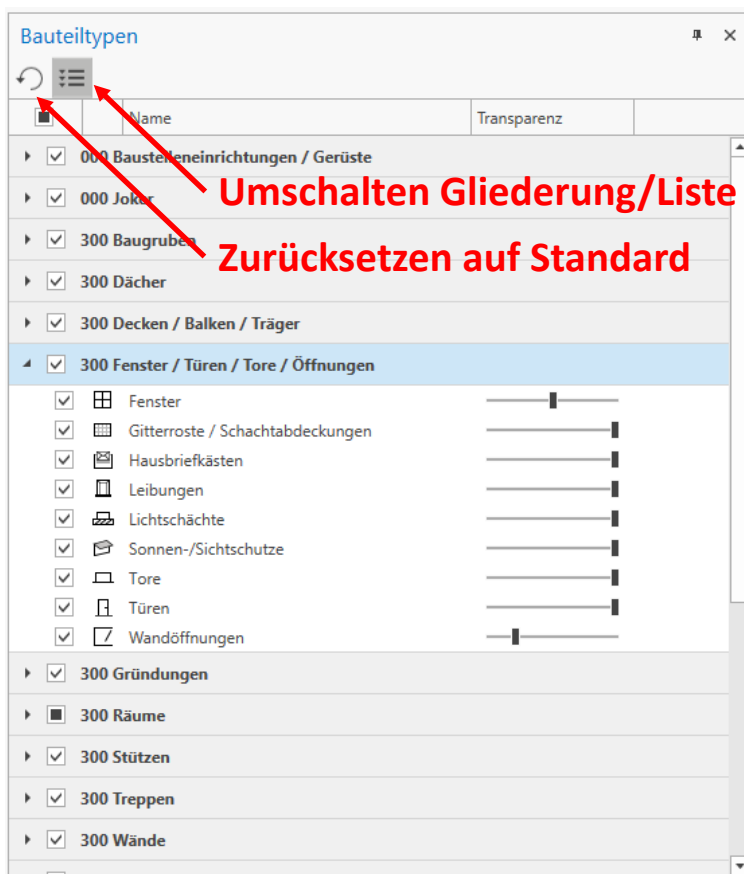 Bauteiltypen
Name
Transparenz
000 Baustelleneinrichtungen / Gerüste
000 Joker
Umschalten Gliederung/Liste
300 Baugruben
Zurücksetzen auf Standard
300 Dächer
300 Decken / Balken / Träger
300 Fenster / Türen / Tore / Öffnungen
Fenster
Gitterroste / Schachtabdeckungen
Hausbriefkästen
Leibungen
Lichtschächte
Sonnen-/Sichtschutze
Tore
Türen
Wandöffnungen
300 Gründungen
300 Räume
300 Stützen
300 Treppen
300 Wände